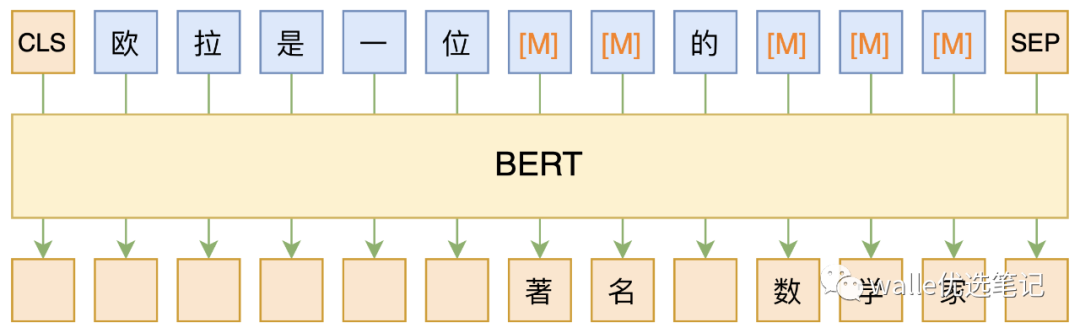 CLS 欧 拉 是 一 位 [M] [M] 的 [M] [M] [M] SEP
BERT
著 名 数 学 家
walle优选笔记